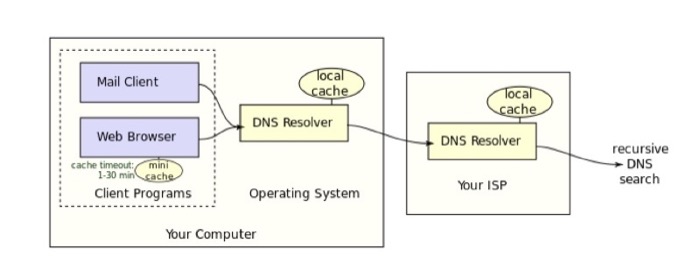 Mail Client
Web Browser
cache timeout:
1-30 min
mini
cache
Client Programs
local
cache
DNS Resolver
Operating System
Your Computer
local
cache
DNS Resolver
Your ISP
recursive
DNS
search